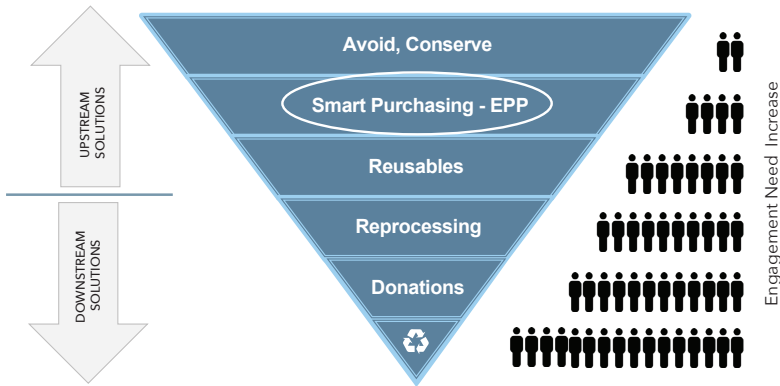 Avoid, Conserve
Smart Purchasing - EPP
Reusables
Reprocessing
Donations
UPSTREAM
SOLUTIONS
DOWNSTREAM
SOLUTIONS
Engagement Need Increase